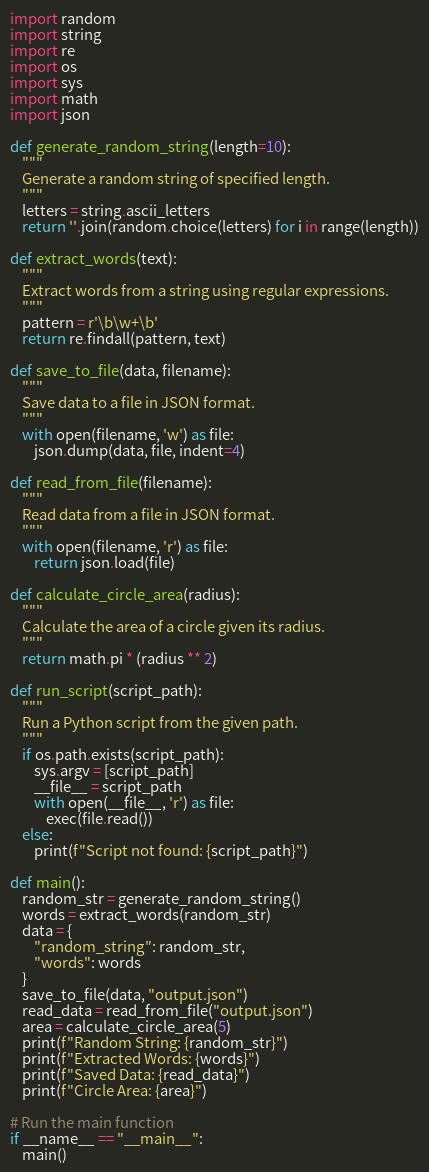 import random
import string
import re
import os
import sys
import math
import json

def generate_random_string(length=10):
    """
    Generate a random string of specified length.
    """
    letters = string.ascii_letters
    return ''.join(random.choice(letters) for i in range(length))

def extract_words(text):
    """
    Extract words from a string using regular expressions.
    """
    pattern = r'\b\w+\b'
    return re.findall(pattern, text)

def save_to_file(data, filename):
    """
    Save data to a file in JSON format.
    """
    with open(filename, 'w') as file:
        json.dump(data, file, indent=4)

def read_from_file(filename):
    """
    Read data from a file in JSON format.
    """
    with open(filename, 'r') as file:
        return json.load(file)

def calculate_circle_area(radius):
    """
    Calculate the area of a circle given its radius.
    """
    return math.pi * (radius ** 2)

def run_script(script_path):
    """
    Run a Python script from the given path.
    """
    if os.path.exists(script_path):
        sys.argv = [script_path]
        __file__ = script_path
        with open(__file__, 'r') as file:
            exec(file.read())
    else:
        print(f"Script not found: {script_path}")

def main():
    random_str = generate_random_string()
    words = extract_words(random_str)
    data = {
        "random_string": random_str,
        "words": words
    }
    save_to_file(data, "output.json")
    read_data = read_from_file("output.json")
    area = calculate_circle_area(5)
    print(f"Random String: {random_str}")
    print(f"Extracted Words: {words}")
    print(f"Saved Data: {read_data}")
    print(f"Circle Area: {area}")

# Run the main function
if __name__ == "__main__":
    main()